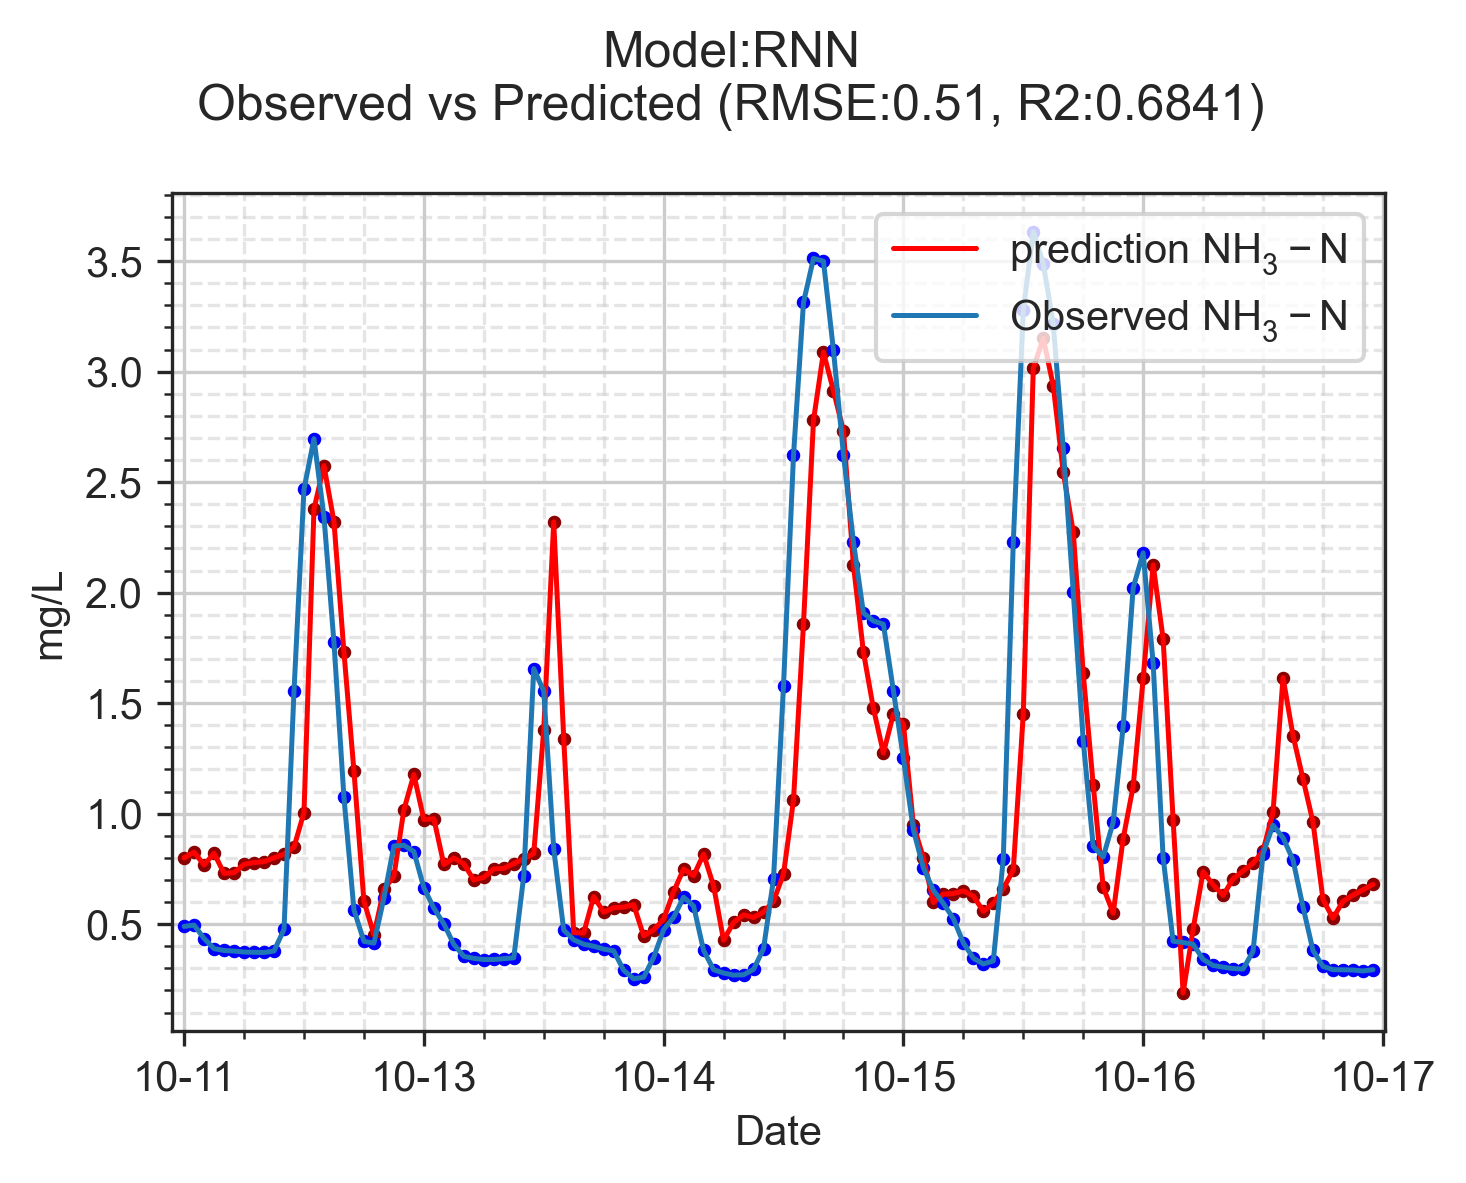 Model:RNN
Observed vs Predicted (RMSE:0.51, R2:0.6841)
prediction NH₃ − N
Observed NH₃ − N
3.5
3.0
2.5
2.0
1.5
1.0
0.5
mg/L
10-11 10-13 10-14 10-15 10-16 10-17
Date